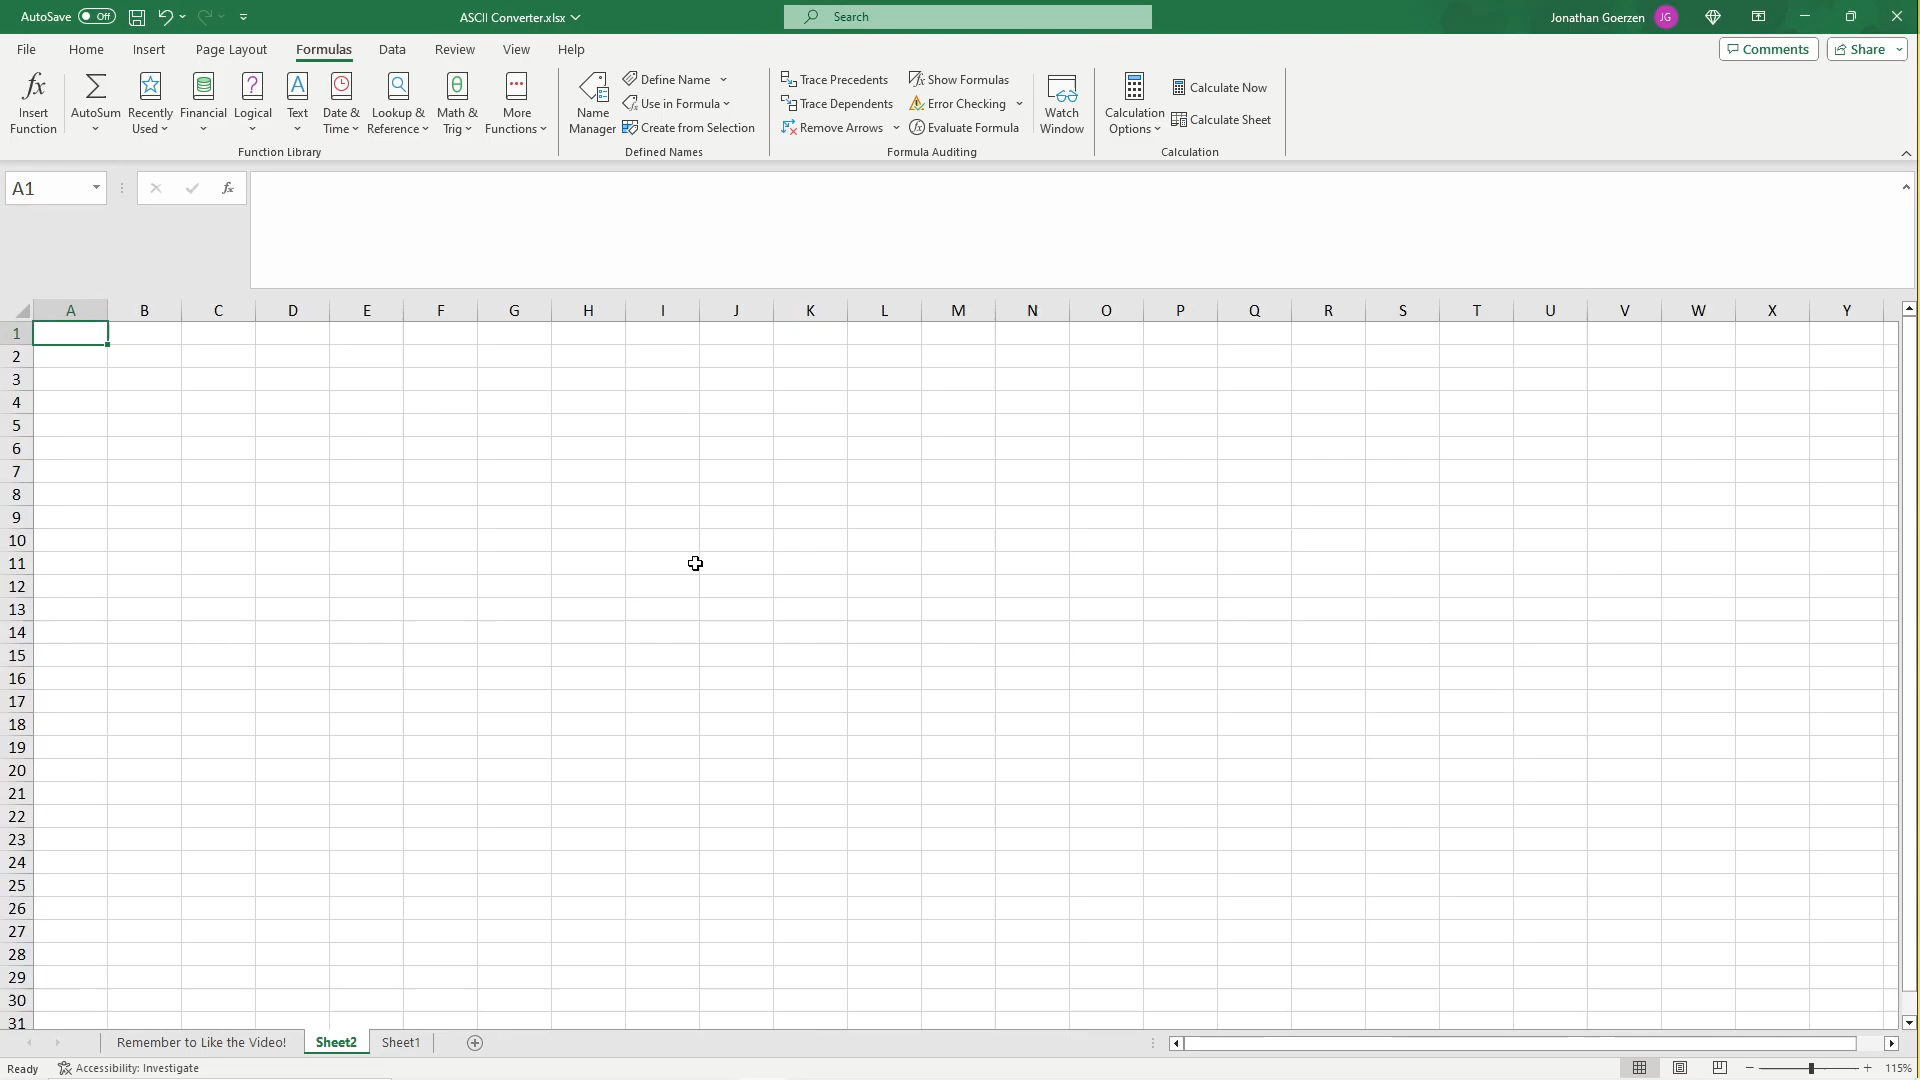 AutoSave Off ASCII Converter.xlsx Search Jonathan Goerzen JG
File Home Insert Page Layout Formulas Data Review View Help Comments Share
Insert Function
AutoSum
Recently Used
Financial
Logical
Text
Date & Time
Lookup & Reference
Math & Trig
More Functions
Function Library
Name Manager
Define Name
Use in Formula
Create from Selection
Defined Names
Trace Precedents
Trace Dependents
Remove Arrows
Show Formulas
Error Checking
Evaluate Formula
Formula Auditing
Watch Window
Calculation Options
Calculate Now
Calculate Sheet
Calculation
A1 fx
A B C D E F G H I J K L M N O P Q R S T U V W X Y
1
2
3
4
5
6
7
8
9
10
11
12
13
14
15
16
17
18
19
20
21
22
23
24
25
26
27
28
29
30
31
Remember to Like the Video! Sheet2 Sheet1
Ready Accessibility: Investigate 115%